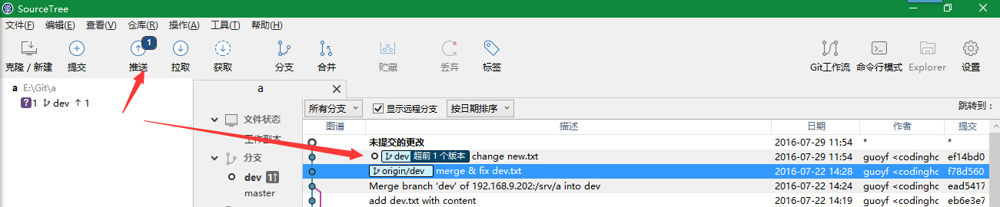 SourceTree
文件(F) 编辑(E) 查看(V) 仓库(R) 操作(A) 工具(T) 帮助(H)
1
克隆 / 新建 提交 推送 拉取 获取 分支 合并 贮藏 丢弃 标签 Git工作流 命令行模式 Explorer 设置
a E:\Git\a
? 1 dev ↑ 1
a
文件状态
工作副本
分支
dev 1↑
master
所有分支 显示远程分支 按日期排序 跳转到：
图谱 描述 日期 作者 提交
未提交的更改 2016-07-29 11:54 * *
dev 超前 1 个版本 change new.txt 2016-07-29 11:54 guoyf <codinghc ef14bd0
origin/dev merge & fix dev.txt 2016-07-22 14:28 guoyf <codinghc f78d560
Merge branch 'dev' of 192.168.9.202:/srv/a into dev 2016-07-22 14:24 guoyf <codinghc ead5417
add dev.txt with content 2016-07-22 14:19 guoyf <codinghc eb6e3e7